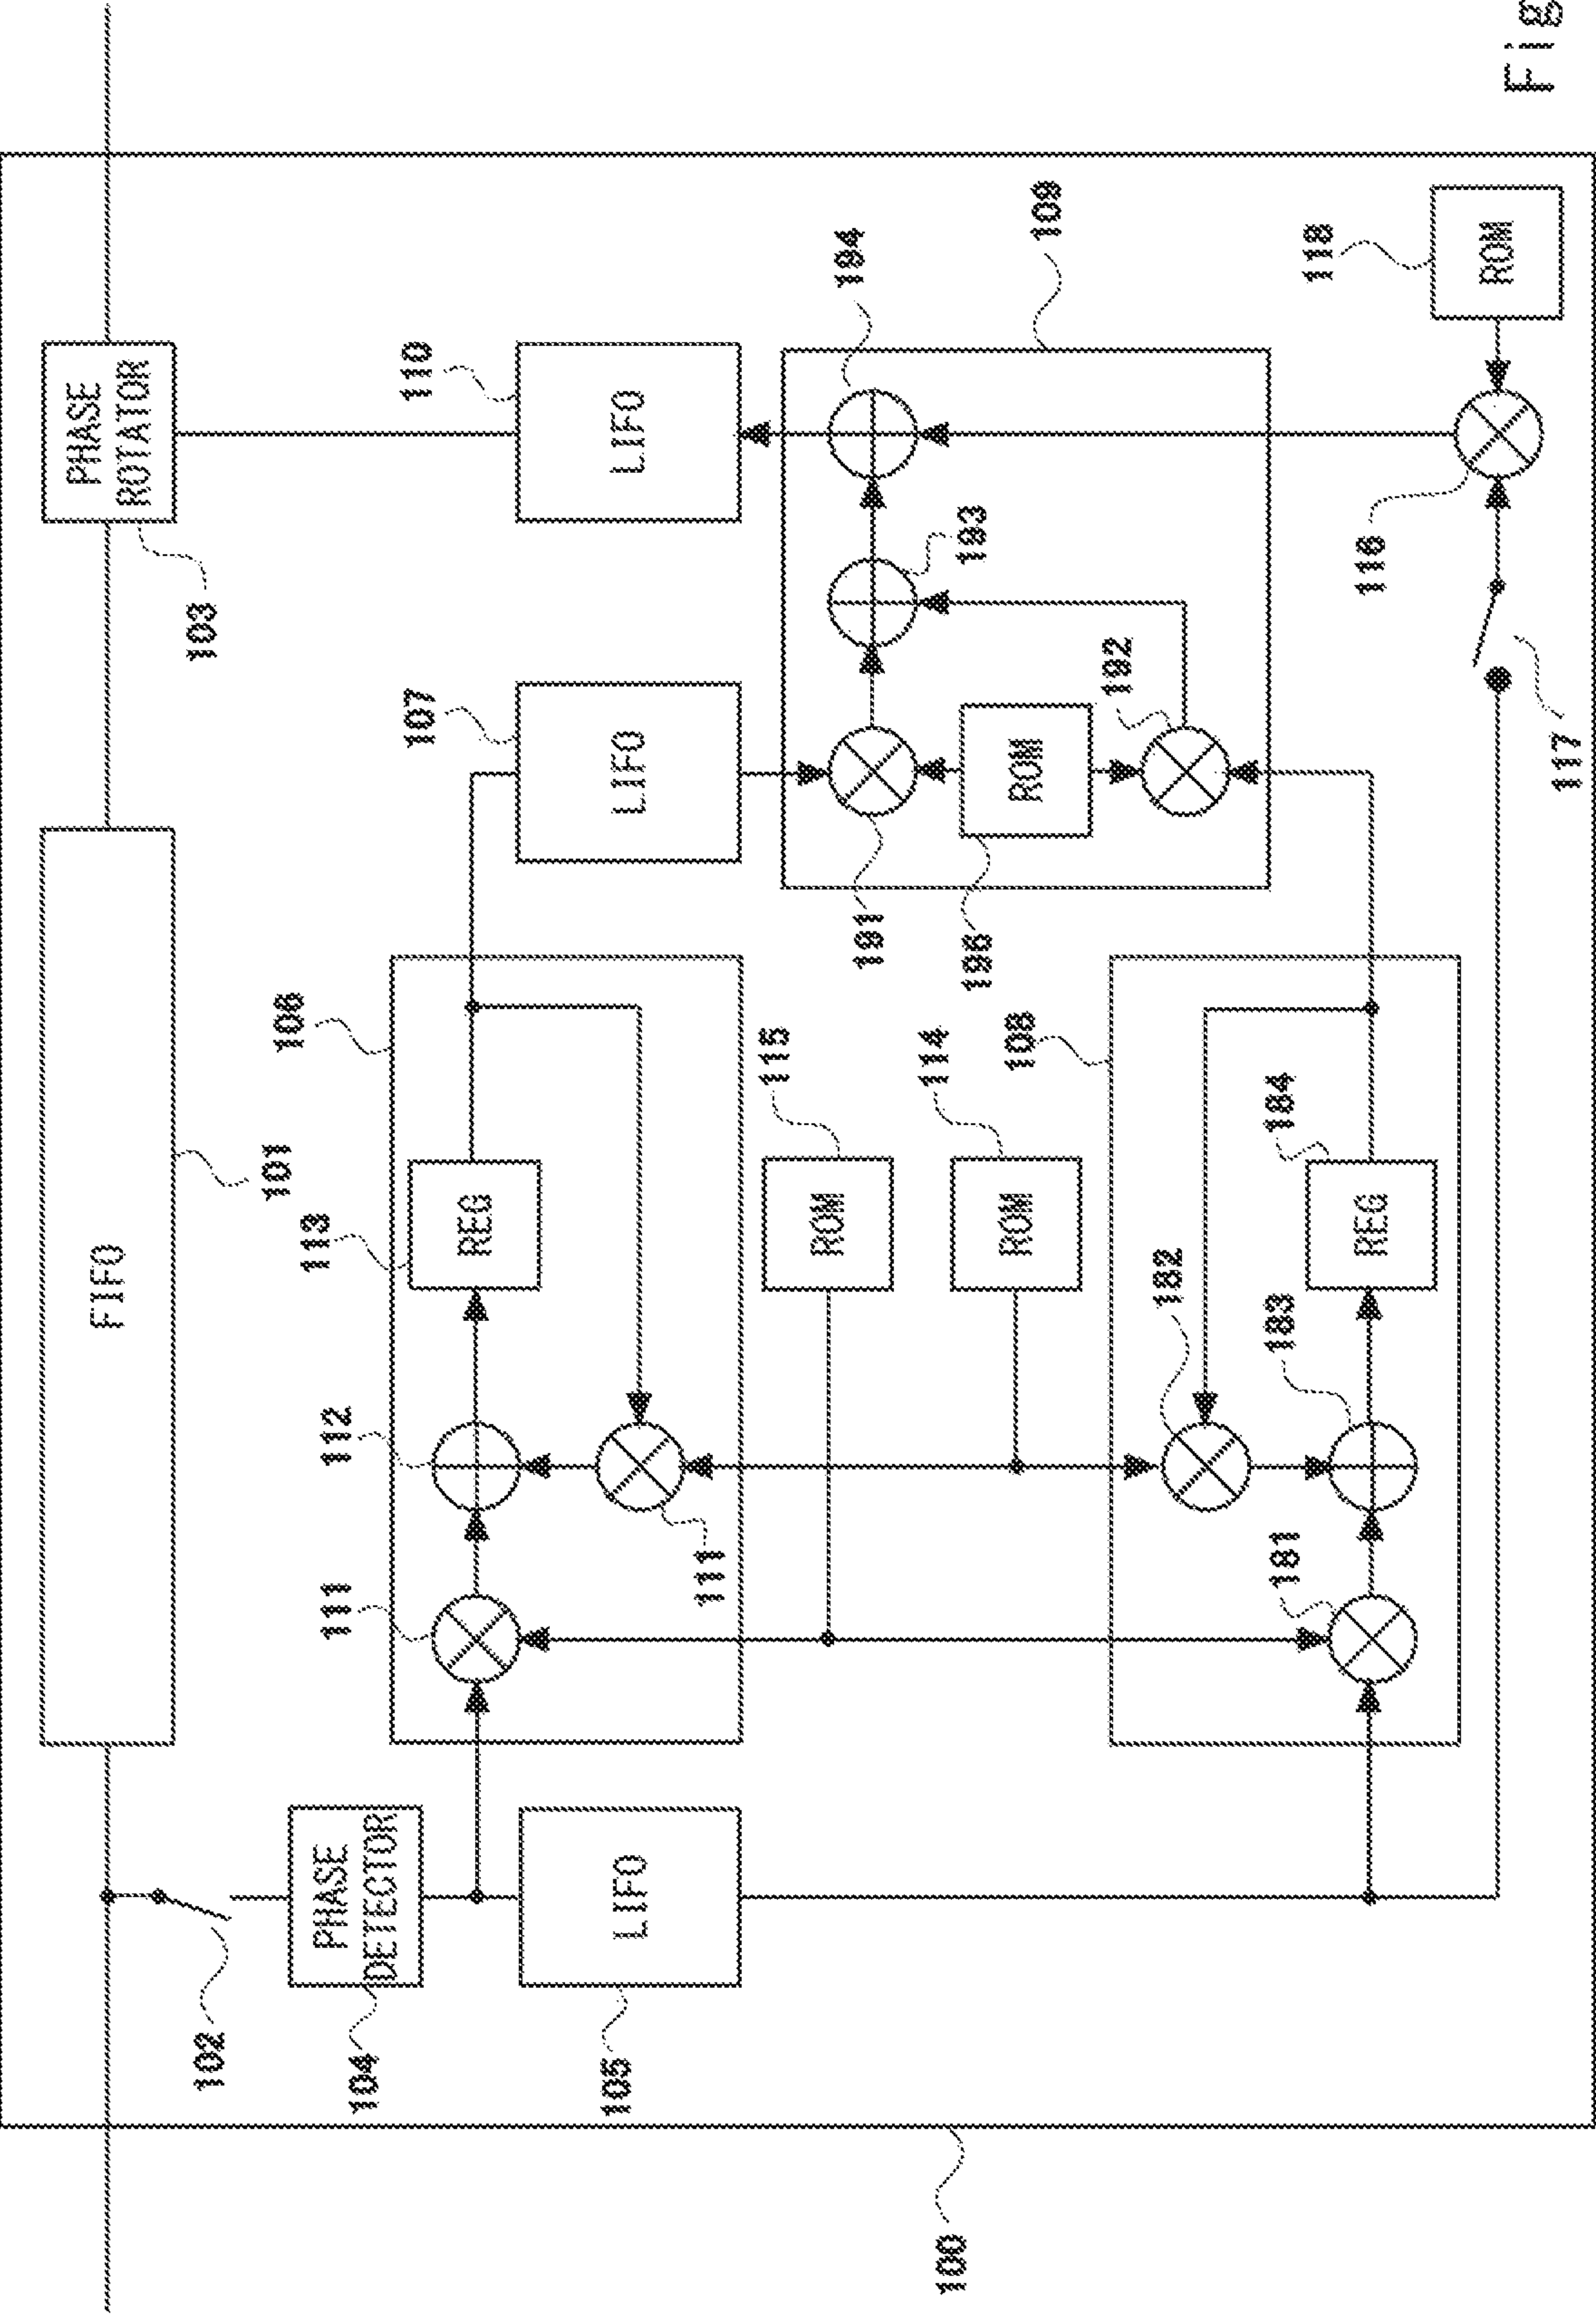 Fig
100
FIFO
101
102
PHASE
ROTATOR
103
PHASE
DETECTOR
104
LIFO
105
106
111
112
113
REG
111
LIFO
107
LIFO
110
ROM
115
ROM
114
108
181
182
183
REG
184
109
191
ROM
195
192
193
194
116
117
ROM
118